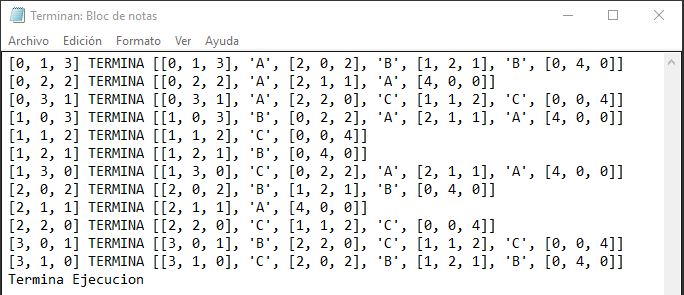 Terminan: Bloc de notas
Archivo Edición Formato Ver Ayuda
[0, 1, 3] TERMINA [[0, 1, 3], 'A', [2, 0, 2], 'B', [1, 2, 1], 'B', [0, 4, 0]]
[0, 2, 2] TERMINA [[0, 2, 2], 'A', [2, 1, 1], 'A', [4, 0, 0]]
[0, 3, 1] TERMINA [[0, 3, 1], 'A', [2, 2, 0], 'C', [1, 1, 2], 'C', [0, 0, 4]]
[1, 0, 3] TERMINA [[1, 0, 3], 'B', [0, 2, 2], 'A', [2, 1, 1], 'A', [4, 0, 0]]
[1, 1, 2] TERMINA [[1, 1, 2], 'C', [0, 0, 4]]
[1, 2, 1] TERMINA [[1, 2, 1], 'B', [0, 4, 0]]
[1, 3, 0] TERMINA [[1, 3, 0], 'C', [0, 2, 2], 'A', [2, 1, 1], 'A', [4, 0, 0]]
[2, 0, 2] TERMINA [[2, 0, 2], 'B', [1, 2, 1], 'B', [0, 4, 0]]
[2, 1, 1] TERMINA [[2, 1, 1], 'A', [4, 0, 0]]
[2, 2, 0] TERMINA [[2, 2, 0], 'C', [1, 1, 2], 'C', [0, 0, 4]]
[3, 0, 1] TERMINA [[3, 0, 1], 'B', [2, 2, 0], 'C', [1, 1, 2], 'C', [0, 0, 4]]
[3, 1, 0] TERMINA [[3, 1, 0], 'C', [2, 0, 2], 'B', [1, 2, 1], 'B', [0, 4, 0]]
Termina Ejecucion